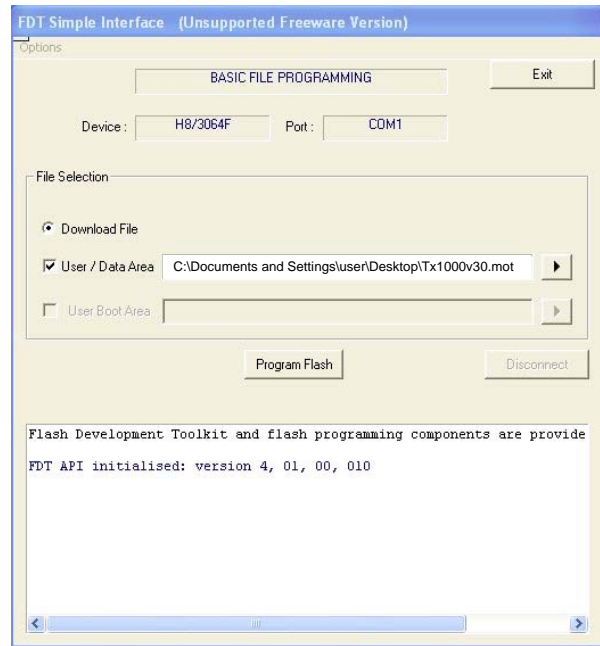 FDT Simple Interface (Unsupported Freeware Version)
Options
BASIC FILE PROGRAMMING
Exit
Device : H8/3064F Port : COM1
File Selection
Download File
User / Data Area C:\Documents and Settings\user\Desktop\Tx1000v30.mot
User Boot Area
Program Flash Disconnect
Flash Development Toolkit and flash programming components are provide
FDT API initialised: version 4, 01, 00, 010